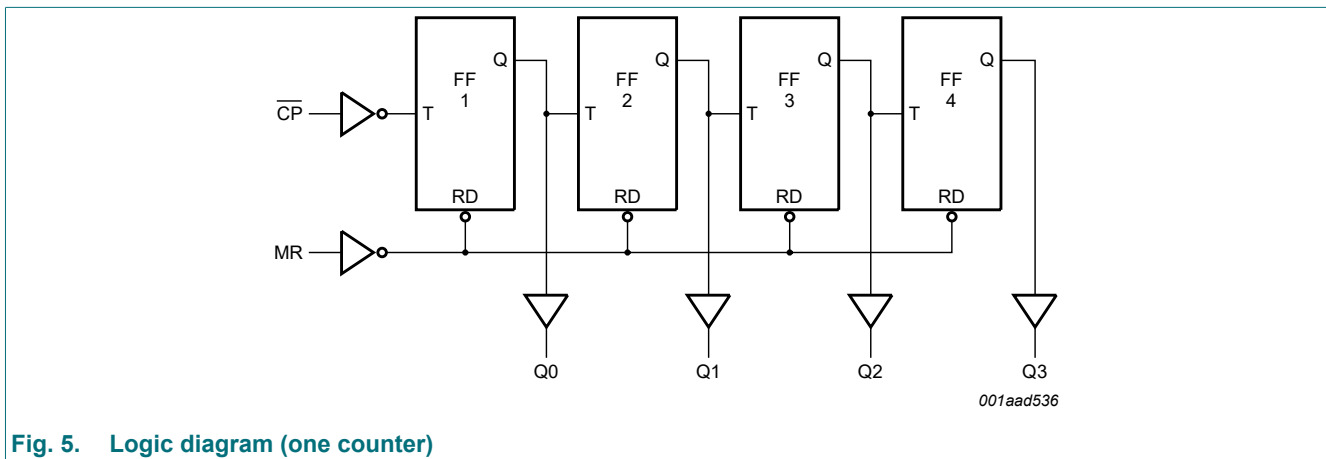 Q Q Q Q
FF FF FF FF
1 2 3 4
CP T T T T
RD RD RD RD
MR
Q0 Q1 Q2 Q3
001aad536
Fig. 5. Logic diagram (one counter)